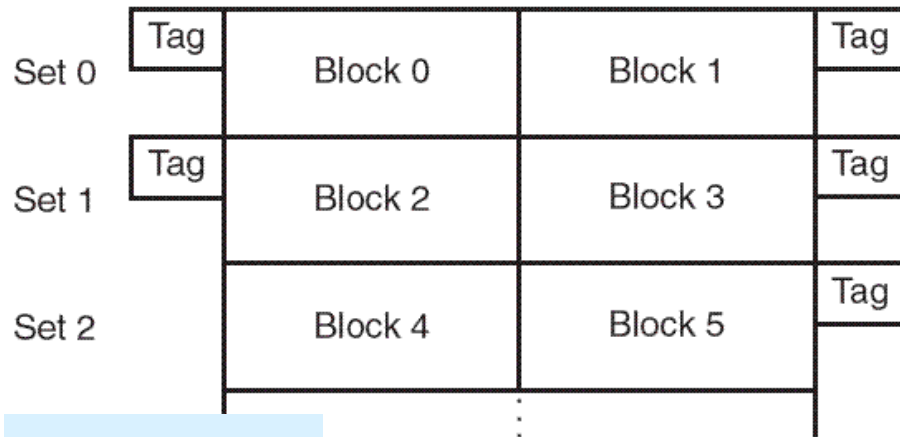 Tag Tag
Set 0 Block 0 Block 1
Tag Tag
Set 1 Block 2 Block 3
Tag
Set 2 Block 4 Block 5